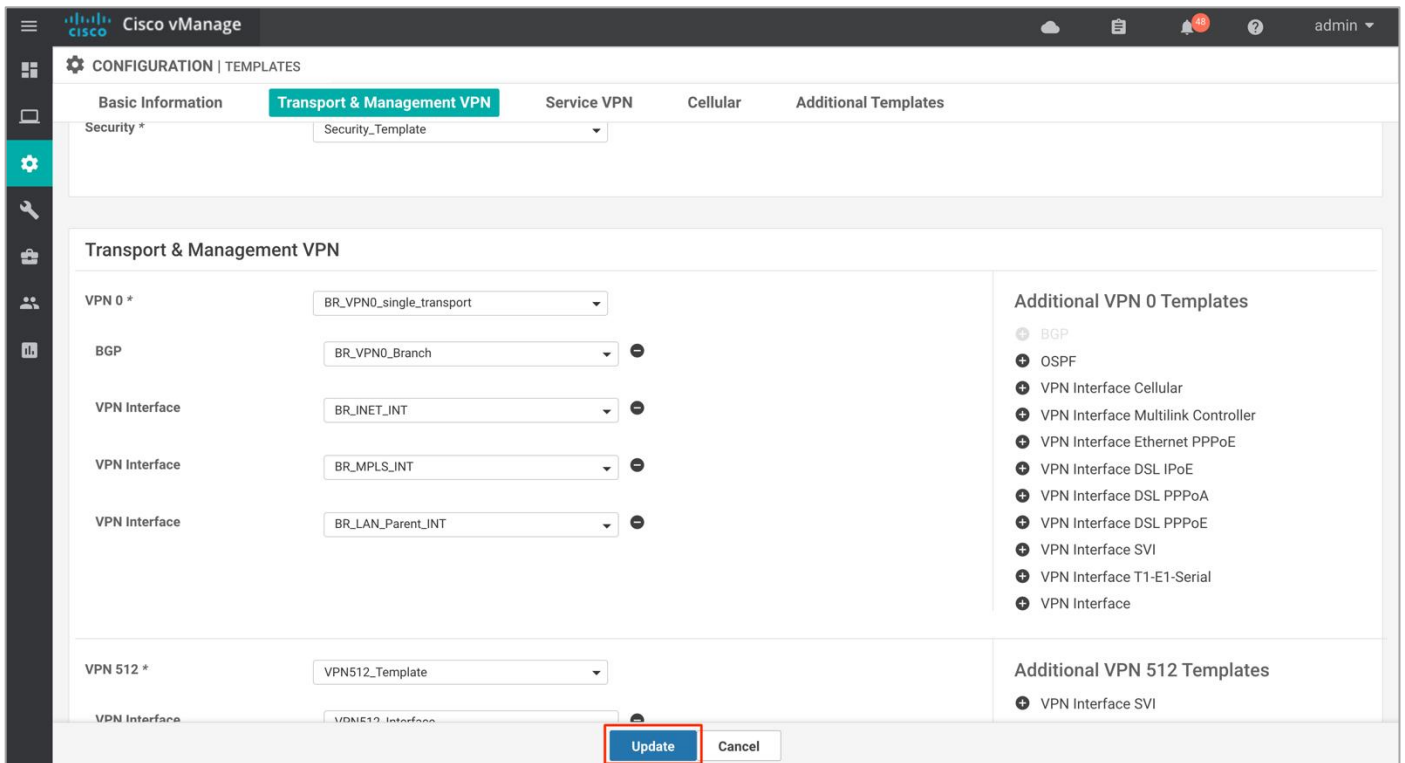 cisco Cisco vManage 48 admin
CONFIGURATION | TEMPLATES
Basic Information Transport & Management VPN Service VPN Cellular Additional Templates
Security * Security_Template
Transport & Management VPN
VPN 0 * BR_VPN0_single_transport
BGP BR_VPN0_Branch
VPN Interface BR_INET_INT
VPN Interface BR_MPLS_INT
VPN Interface BR_LAN_Parent_INT
Additional VPN 0 Templates
BGP
OSPF
VPN Interface Cellular
VPN Interface Multilink Controller
VPN Interface Ethernet PPPoE
VPN Interface DSL IPoE
VPN Interface DSL PPPoA
VPN Interface DSL PPPoE
VPN Interface SVI
VPN Interface T1-E1-Serial
VPN Interface
VPN 512 * VPN512_Template
VPN Interface VPN512_Interface
Additional VPN 512 Templates
VPN Interface SVI
Update Cancel